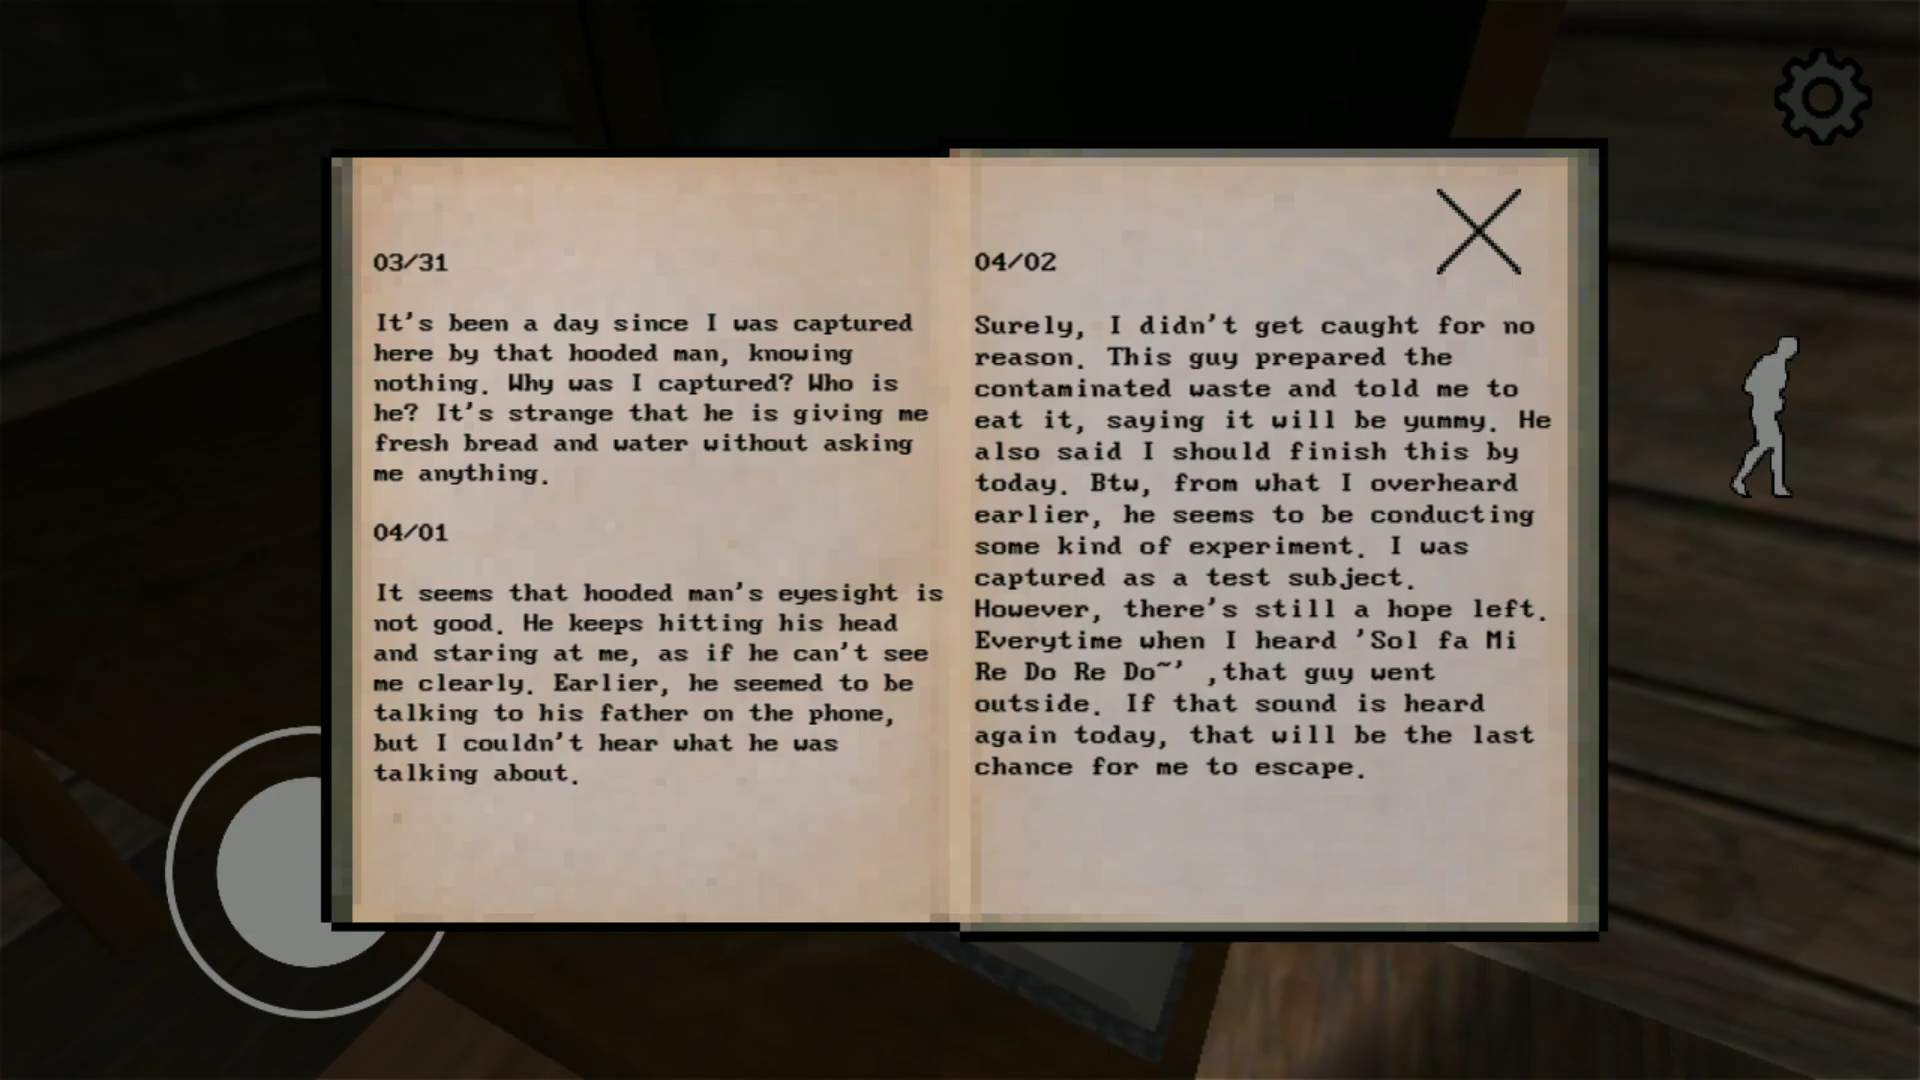 03/31
It's been a day since I was captured
here by that hooded man, knowing
nothing. Why was I captured? Who is
he? It's strange that he is giving me
fresh bread and water without asking
me anything.
04/01
It seems that hooded man's eyesight is
not good. He keeps hitting his head
and staring at me, as if he can't see
me clearly. Earlier, he seemed to be
talking to his father on the phone,
but I couldn't hear what he was
talking about.
04/02
Surely, I didn't get caught for no
reason. This guy prepared the
contaminated waste and told me to
eat it, saying it will be yummy. He
also said I should finish this by
today. Btw, from what I overheard
earlier, he seems to be conducting
some kind of experiment. I was
captured as a test subject.
However, there's still a hope left.
Everytime when I heard 'Sol fa Mi
Re Do Re Do~' ,that guy went
outside. If that sound is heard
again today, that will be the last
chance for me to escape.